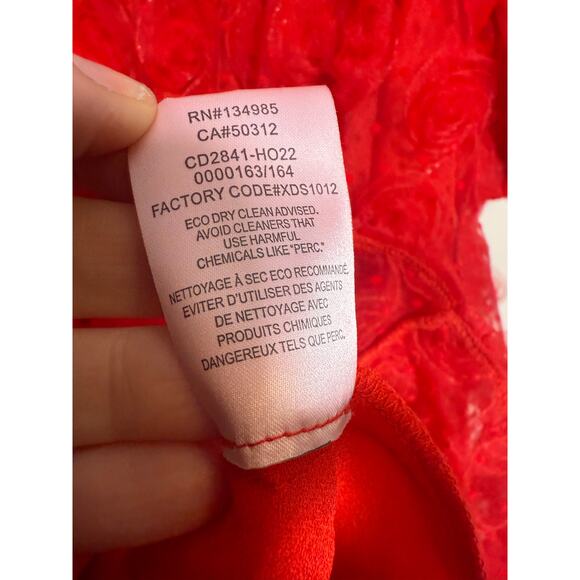 RN#134985
CA#50312
CD2841-HO22
0000163/164
FACTORY CODE#XDS1012
ECO DRY CLEAN ADVISED.
AVOID CLEANERS THAT
USE HARMFUL
CHEMICALS LIKE "PERC."
NETTOYAGE À SEC ECO RECOMMANDÉ.
EVITER D'UTILISER DES AGENTS
DE NETTOYAGE AVEC
PRODUITS CHIMIQUES
DANGEREUX TELS QUE PERC.